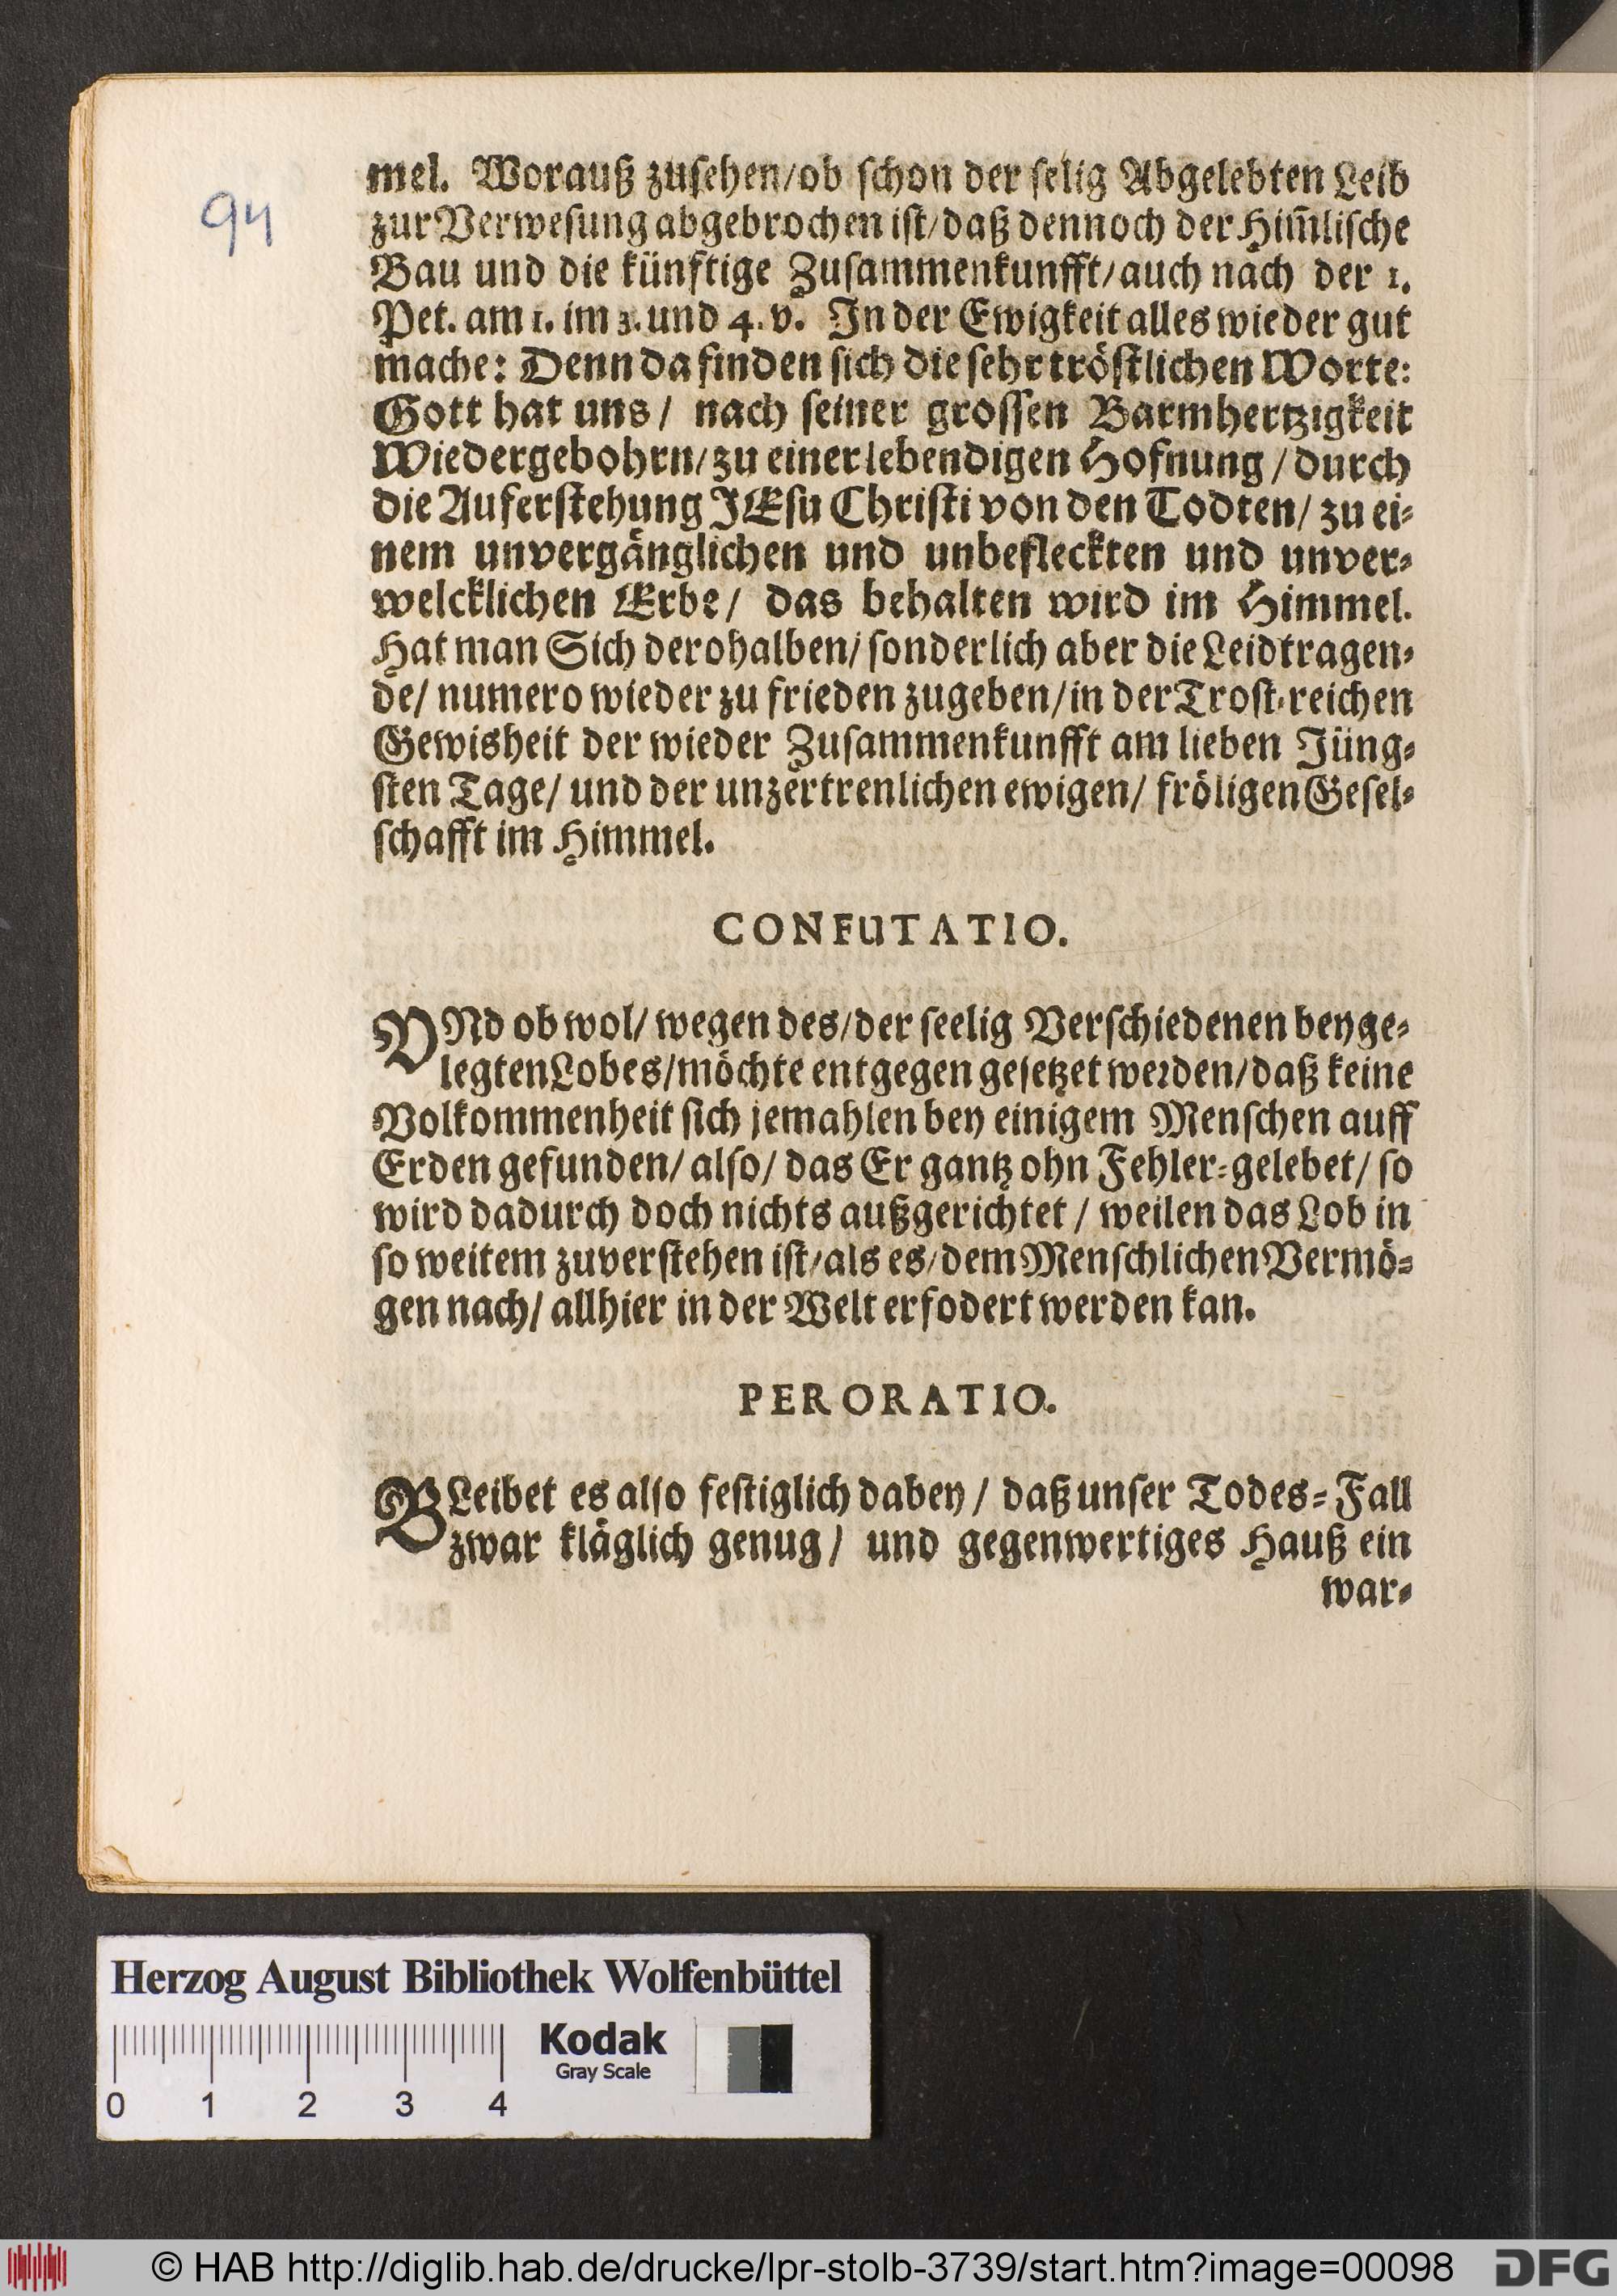 94
mel. Worauß zusehen/ob schon der selig Abgelebten Leib
zur Verwesung abgebrochen ist/daß dennoch der Him̃lische
Bau und die künftige Zusammenkunfft/auch nach der 1.
Pet. am 1. im 3. und 4. v. In der Ewigkeit alles wieder gut
mache: Denn da finden sich die sehr tröstlichen Worte:
Gott hat uns/ nach seiner grossen Barmhertzigkeit
Wiedergebohrn/zu einer lebendigen Hofnung/durch
die Auferstehung JEsu Christi von den Todten/ zu ei-
nem unvergänglichen und unbefleckten und unver-
welcklichen Erbe/ das behalten wird im Himmel.
Hat man Sich derohalben/sonderlich aber die Leidtragen-
de/ numero wieder zu frieden zugeben/in der Trost-reichen
Gewisheit der wieder Zusammenkunfft am lieben Jüng-
sten Tage/ und der unzertrenlichen ewigen/ fröligen Gesel-
schafft im Himmel.
CONFUTATIO.
VNd ob wol/ wegen des/der seelig Verschiedenen beyge-
legten Lobes/möchte entgegen gesetzet werden/daß keine
Volkommenheit sich jemahlen bey einigem Menschen auff
Erden gefunden/ also/ das Er gantz ohn Fehler-gelebet/ so
wird dadurch doch nichts außgerichtet/ weilen das Lob in
so weitem zuverstehen ist/als es/dem Menschlichen Vermö-
gen nach/ allhier in der Welt erfodert werden kan.
PERORATIO.
BLeibet es also festiglich dabey/ daß unser Todes-Fall
zwar kläglich genug/ und gegenwertiges Hauß ein
war-
Herzog August Bibliothek Wolfenbüttel
Kodak
Gray Scale
0 1 2 3 4
© HAB http://diglib.hab.de/drucke/lpr-stolb-3739/start.htm?image=00098
DFG